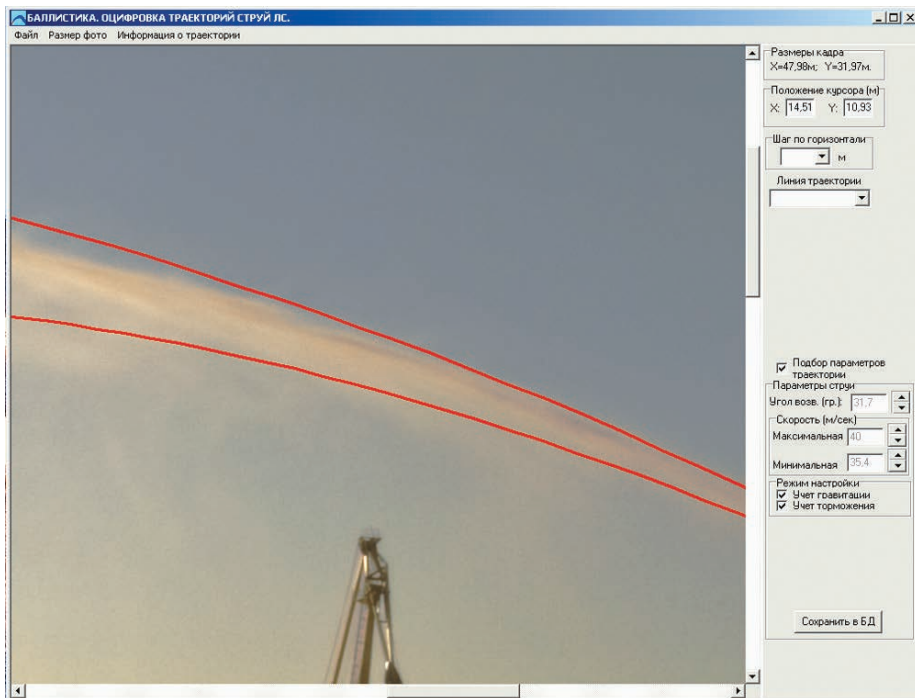 БАЛЛИСТИКА. ОЦИФРОВКА ТРАЕКТОРИЙ СТРУЙ ЛС.
Файл Размер фото Информация о траектории
Размеры кадра
X=47,98м; Y=31,97м.
Положение курсора (м)
X: 14,51 Y: 10,93
Шаг по горизонтали
м
Линия траектории
Подбор параметров
траектории
Параметры струи
Угол возв. (гр.): 31,7
Скорость (м/сек)
Максимальная 40
Минимальная 35,4
Режим настройки
Учет гравитации
Учет торможения
Сохранить в БД